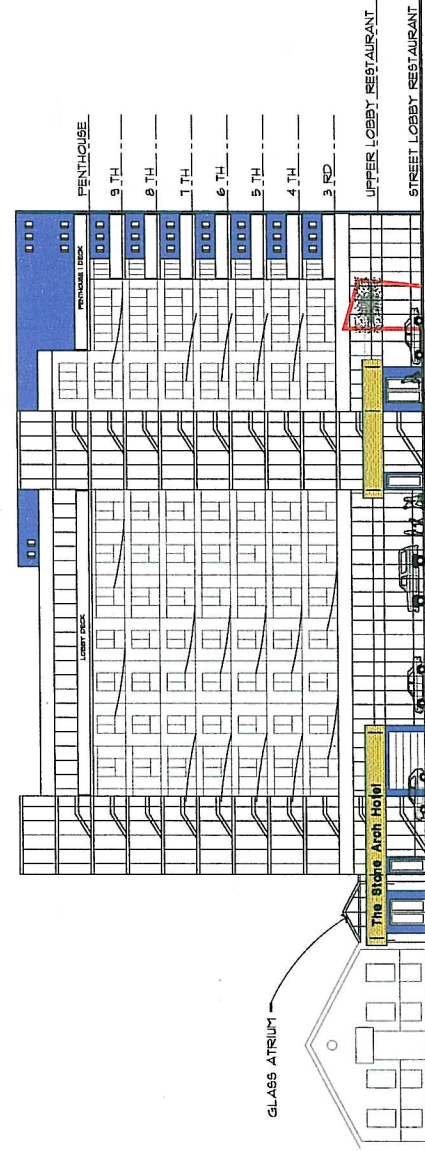 PENTHOUSE
9 TH
8 TH
7 TH
6 TH
5 TH
4 TH
3 RD
UPPER LOBBY RESTAURANT
STREET LOBBY RESTAURANT
PENTHOUSE 1 DECK
LOBBY DECK
The Stone Arch Hotel
GLASS ATRIUM